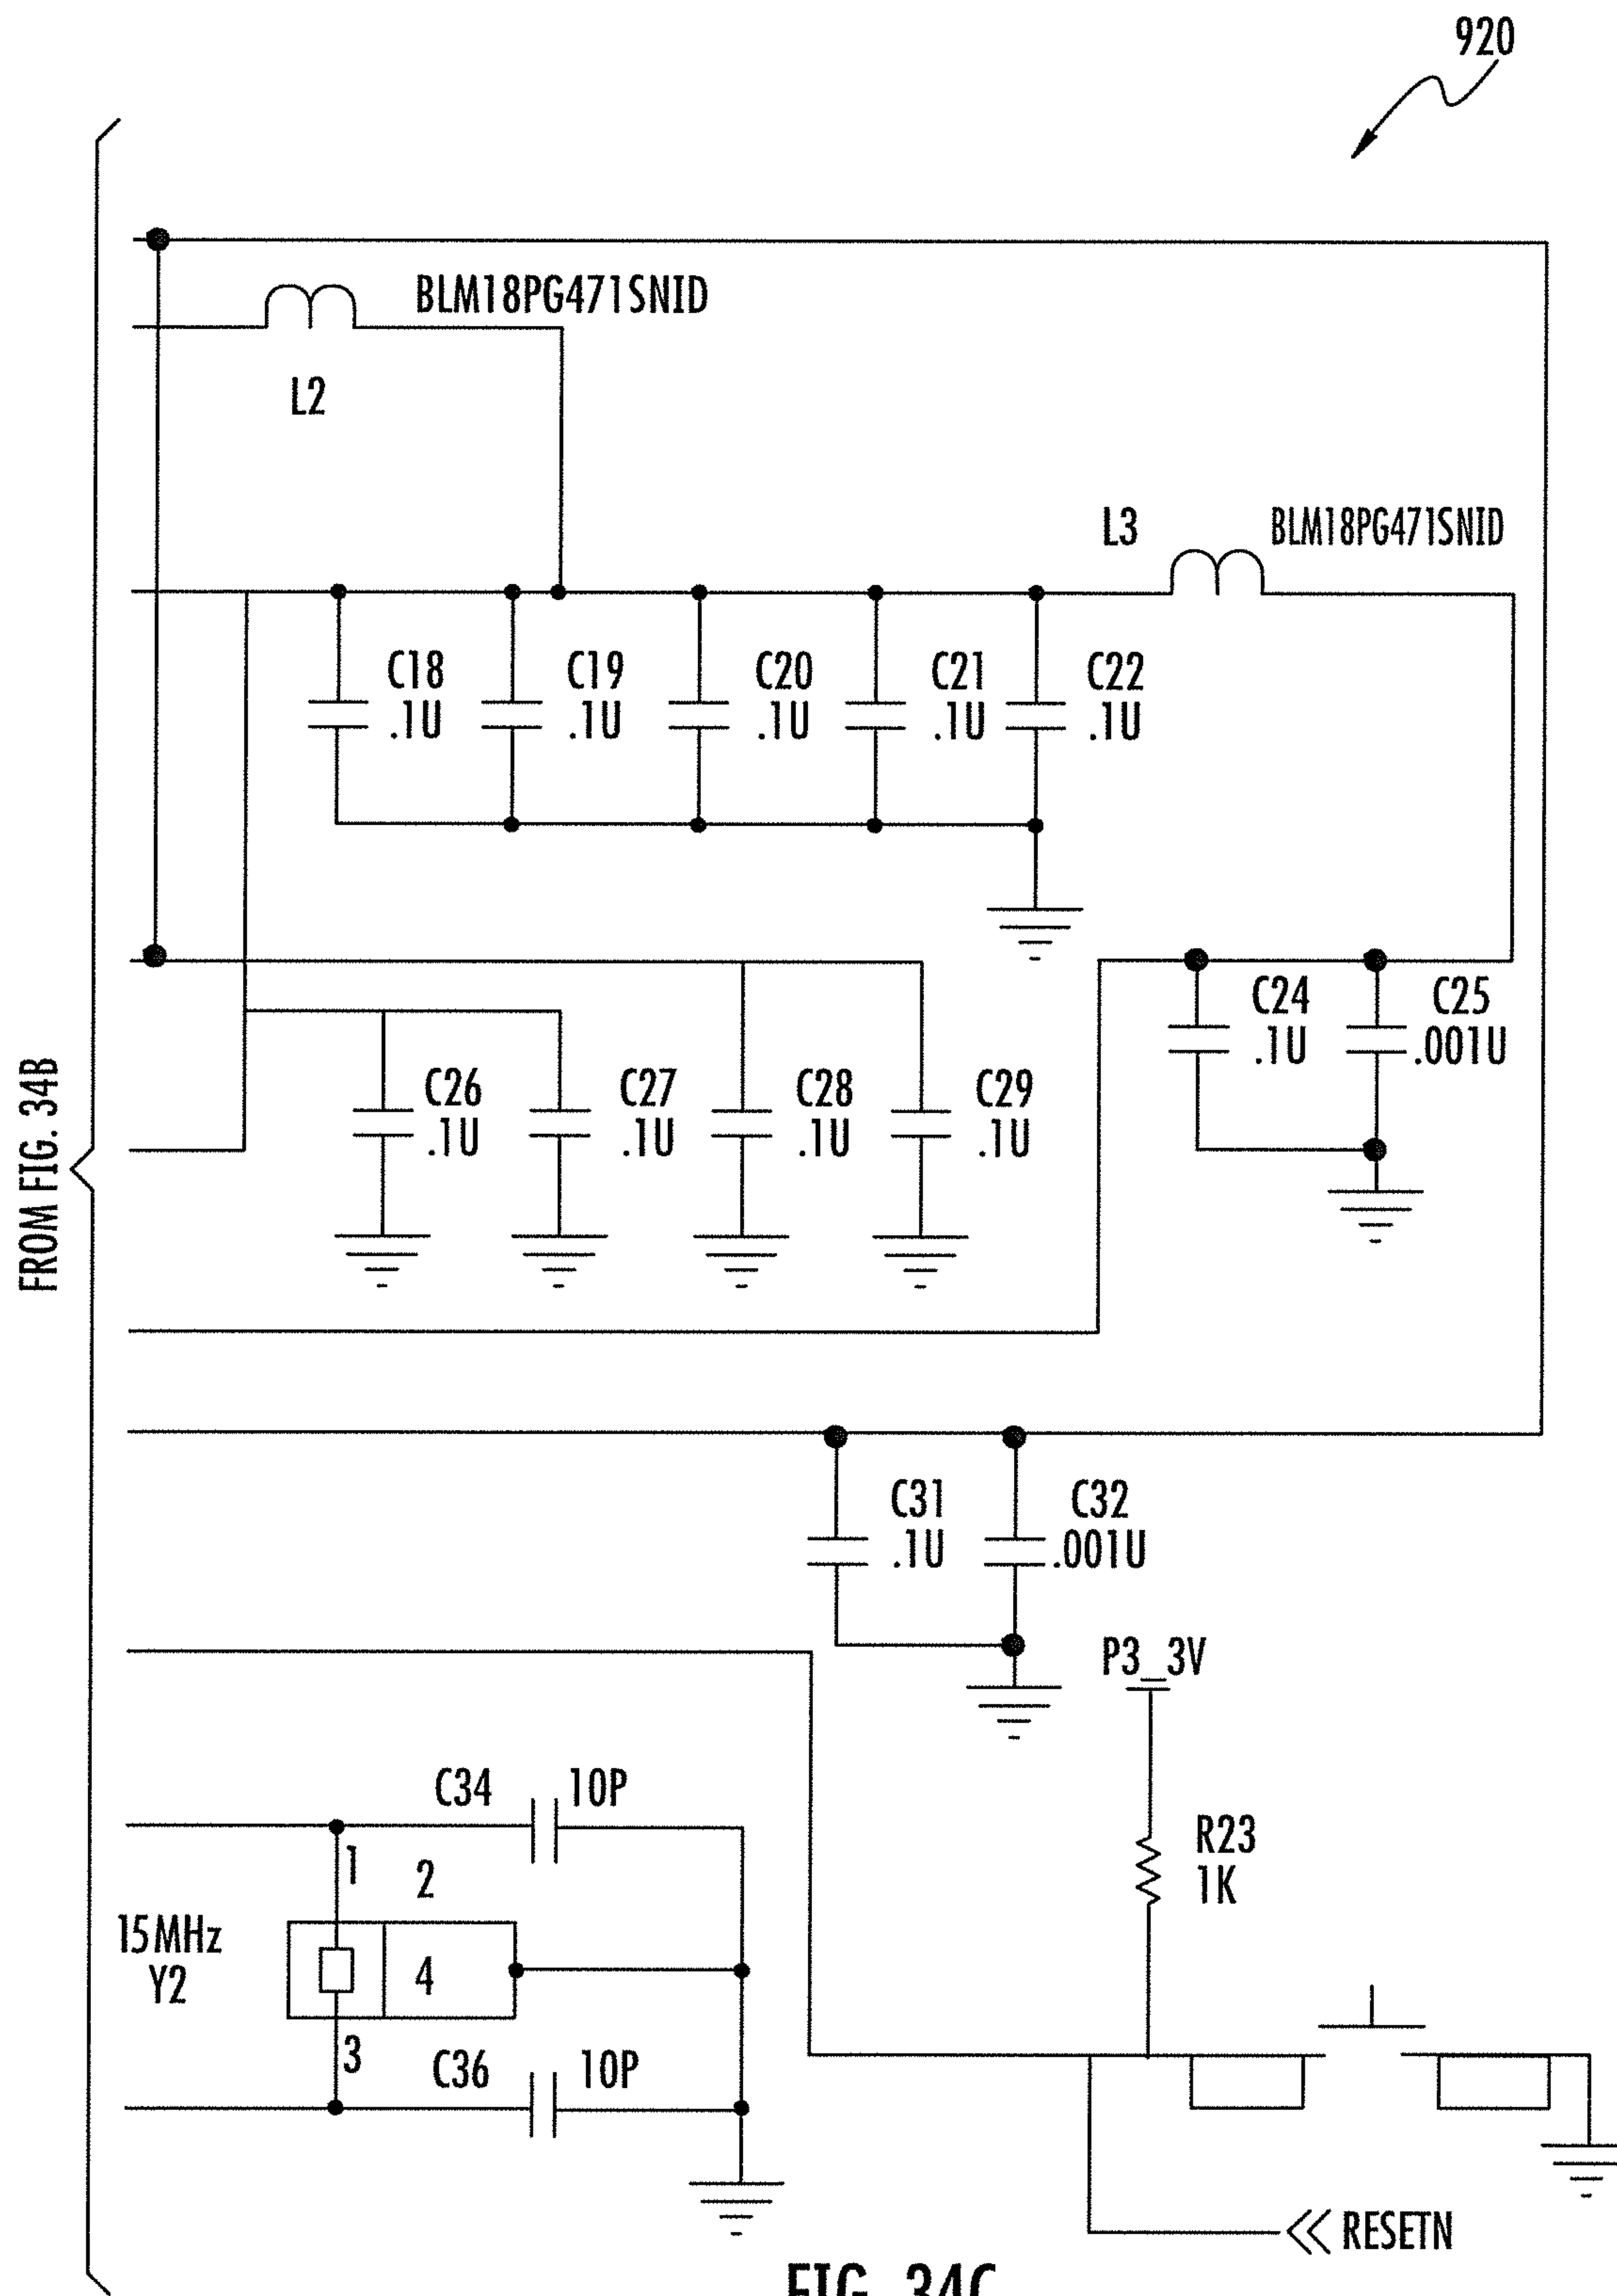 920
BLM18PG471SNID
L2
L3
BLM18PG471SNID
C18
.1U
C19
.1U
C20
.1U
C21
.1U
C22
.1U
C24
.1U
C25
.001U
C26
.1U
C27
.1U
C28
.1U
C29
.1U
FROM FIG. 34B
C31
.1U
C32
.001U
P3_3V
C34
10P
R23
1K
1
2
15MHz
Y2
4
3
C36
10P
RESETN
FIG. 34C